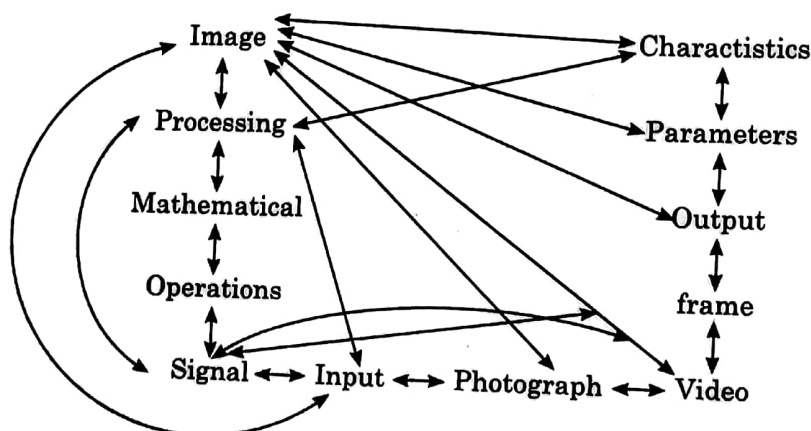 Image
Charactistics
Processing
Parameters
Mathematical
Output
Operations
frame
Signal
Input
Photograph
Video